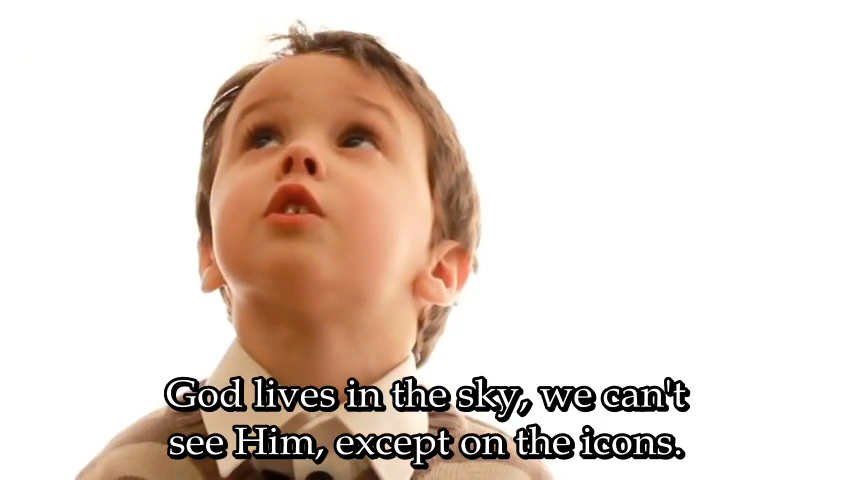 God lives in the sky, we can't
see Him, except on the icons.